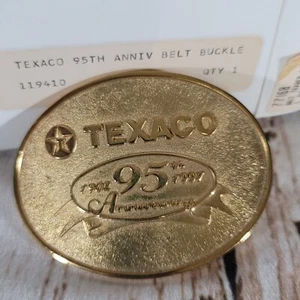 TEXACO 95TH ANNIV BELT BUCKLE
119410 QTY 1
TEXACO
95th
1902 1997
Anniversary